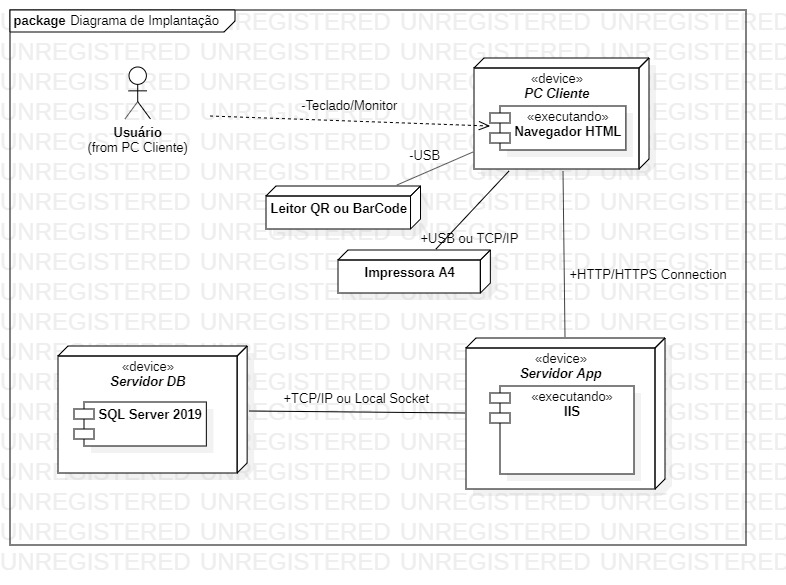 package Diagrama de Implantação
«device»
PC Cliente
«executando»
Navegador HTML
-Teclado/Monitor
Usuário
(from PC Cliente)
-USB
Leitor QR ou BarCode
+USB ou TCP/IP
Impressora A4
+HTTP/HTTPS Connection
«device»
Servidor DB
SQL Server 2019
+TCP/IP ou Local Socket
«device»
Servidor App
«executando»
IIS
UNREGISTERED UNREGISTERED UNREGISTERED UNREGISTERED